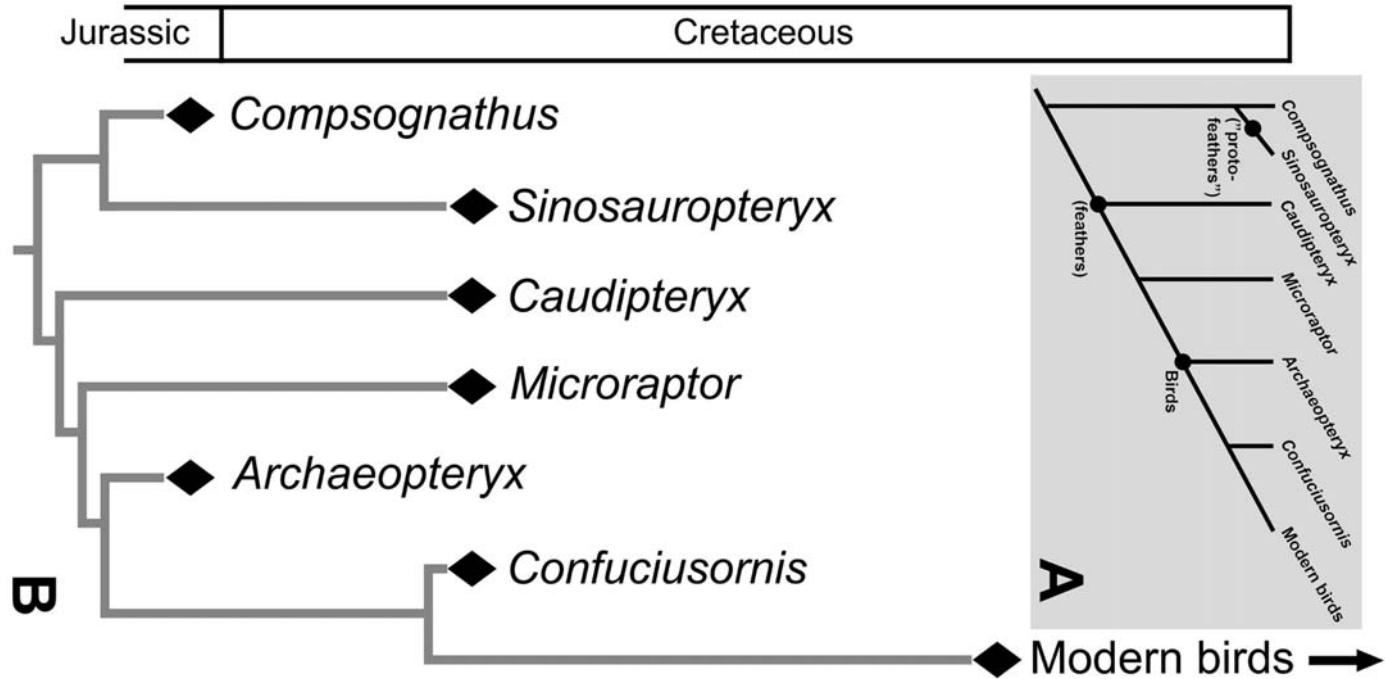 Jurassic
Cretaceous
Compsognathus
Sinosauropteryx
Caudipteryx
Microraptor
Archaeopteryx
Confuciusornis
Modern birds
B
Compsognathus
Sinosauropteryx
Caudipteryx
Microraptor
Archaeopteryx
Confuciusornis
Modern birds
("proto-
feathers")
(feathers)
Birds
A